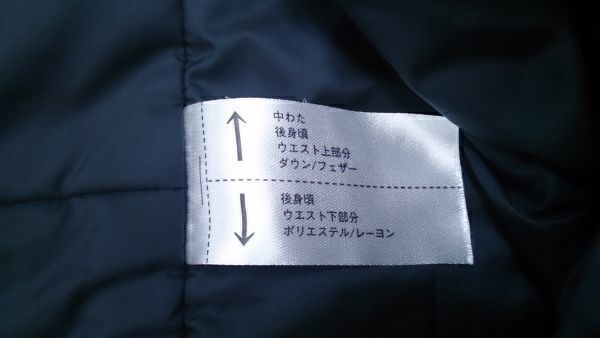 中わた
後身頃
ウエスト上部分
ダウン/フェザー
後身頃
ウエスト下部分
ポリエステル/レーヨン